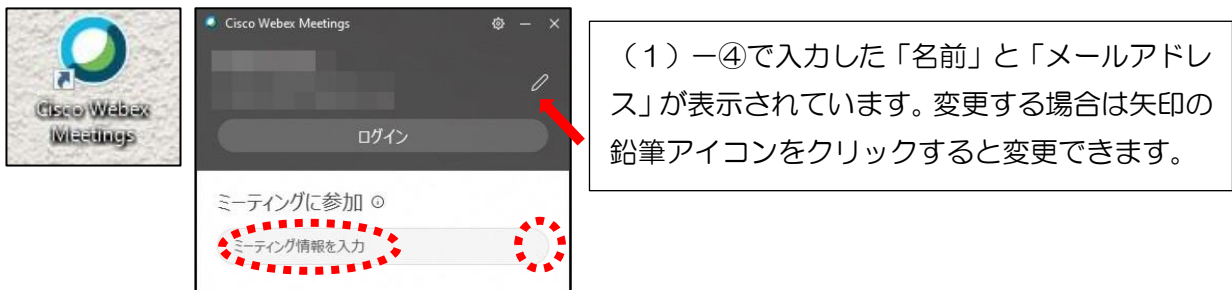 Cisco Webex
Meetings
Cisco Webex Meetings
ログイン
ミーティングに参加
ミーティング情報を入力
（1）－④で入力した「名前」と「メールアドレ
ス」が表示されています。変更する場合は矢印の
鉛筆アイコンをクリックすると変更できます。